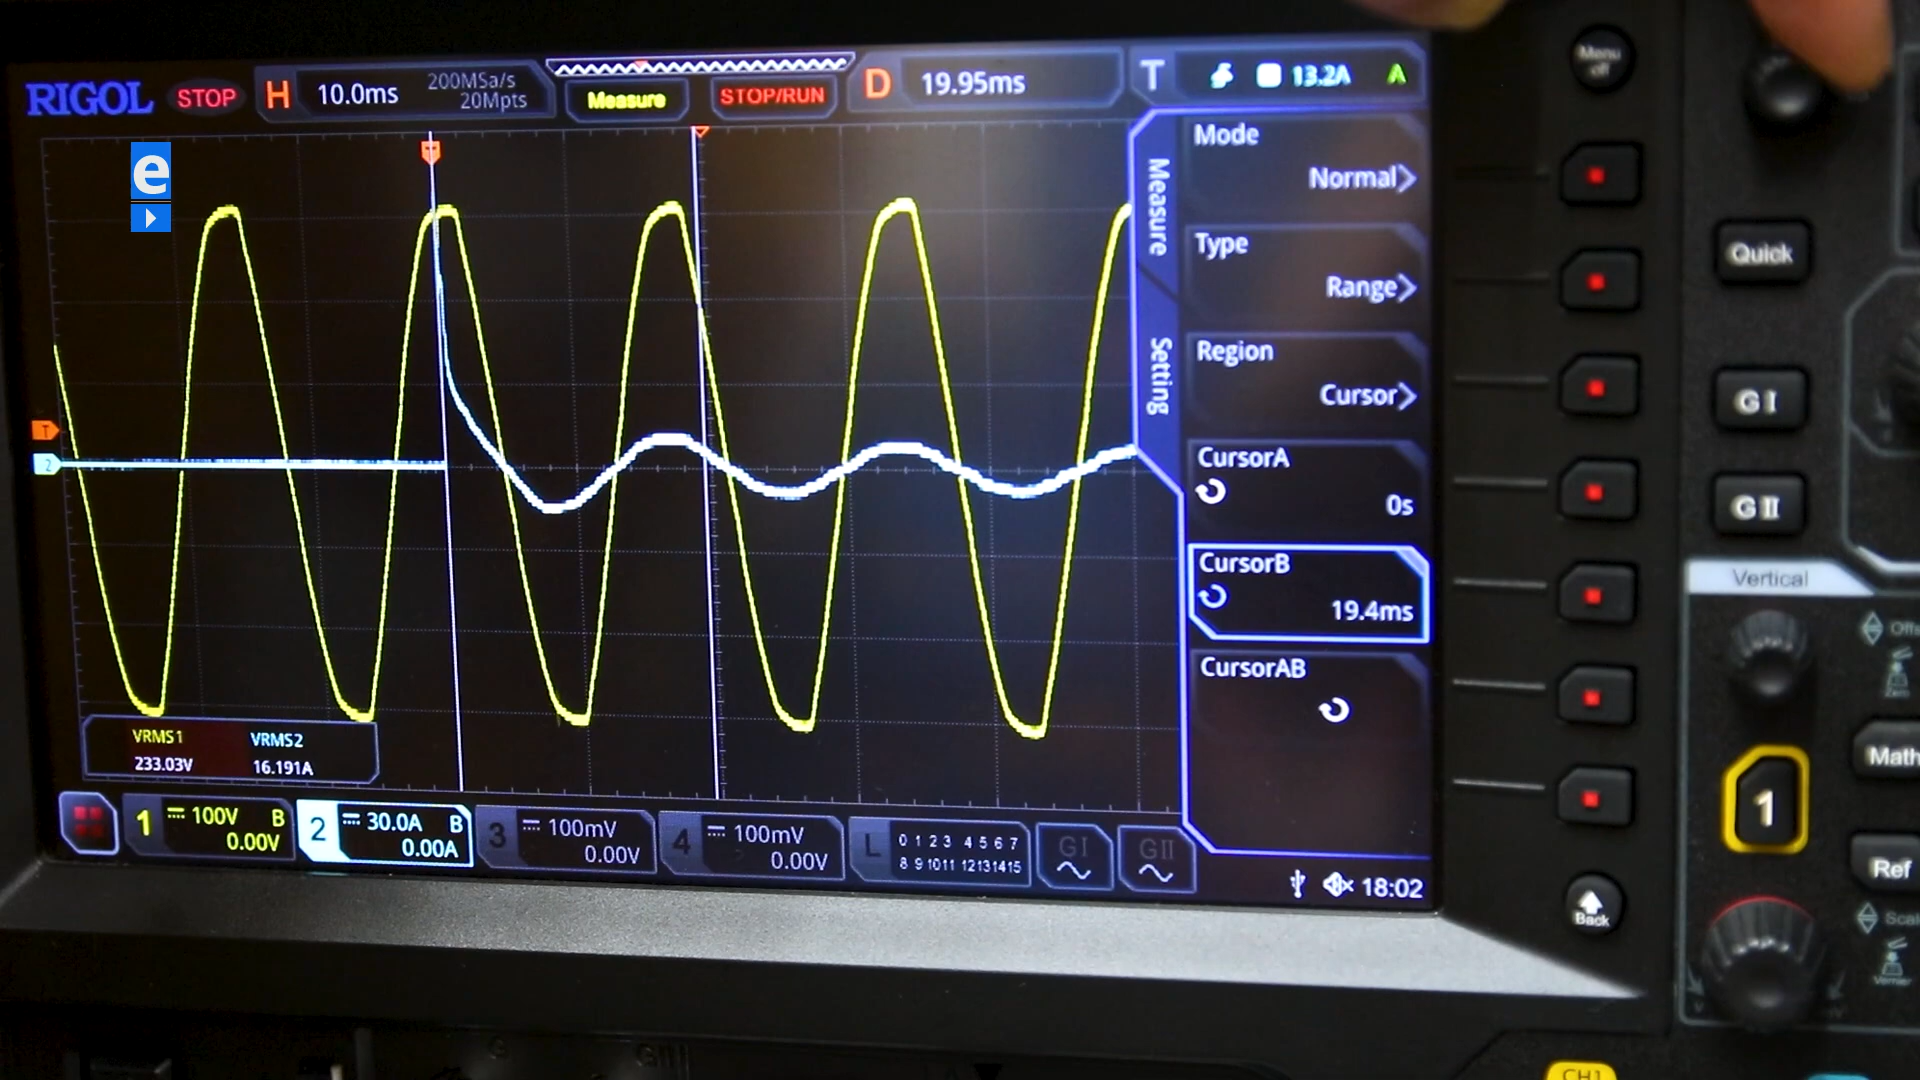 RIGOL STOP H 10.0ms 200MSa/s 20Mpts Measure STOP/RUN D 19.95ms T 13.2A A
Menu off
e
Measure
Setting
Mode
Normal
Type
Range
Region
Cursor
CursorA
0s
CursorB
19.4ms
CursorAB
T
2
VRMS1 VRMS2
233.03V 16.191A
1 100V B 0.00V
2 30.0A B 0.00A
3 100mV 0.00V
4 100mV 0.00V
L 0 1 2 3 4 5 6 7
8 9 10 11 12 13 14 15
GI GII
18:02
Quick
GI
GII
Vertical
1
Math
Ref
Back
CH1